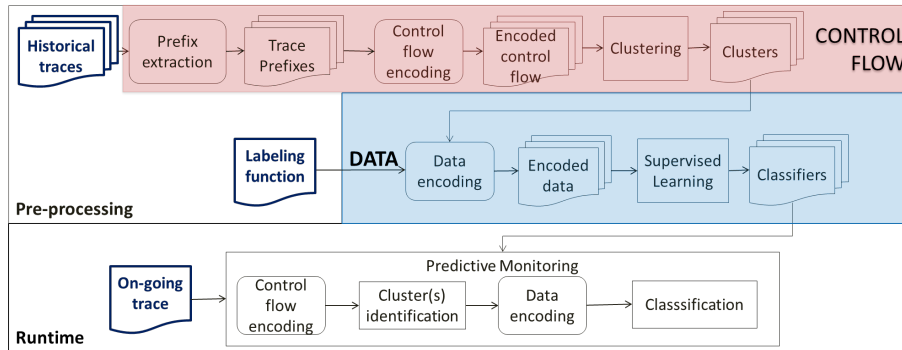 Historical
traces
Prefix
extraction
Trace
Prefixes
Control
flow
encoding
Encoded
control
flow
Clustering
Clusters
CONTROL
FLOW
Labeling
function
DATA
Data
encoding
Encoded
data
Supervised
Learning
Classifiers
Pre-processing
Predictive Monitoring
On-going
trace
Control
flow
encoding
Cluster(s)
identification
Data
encoding
Classsification
Runtime